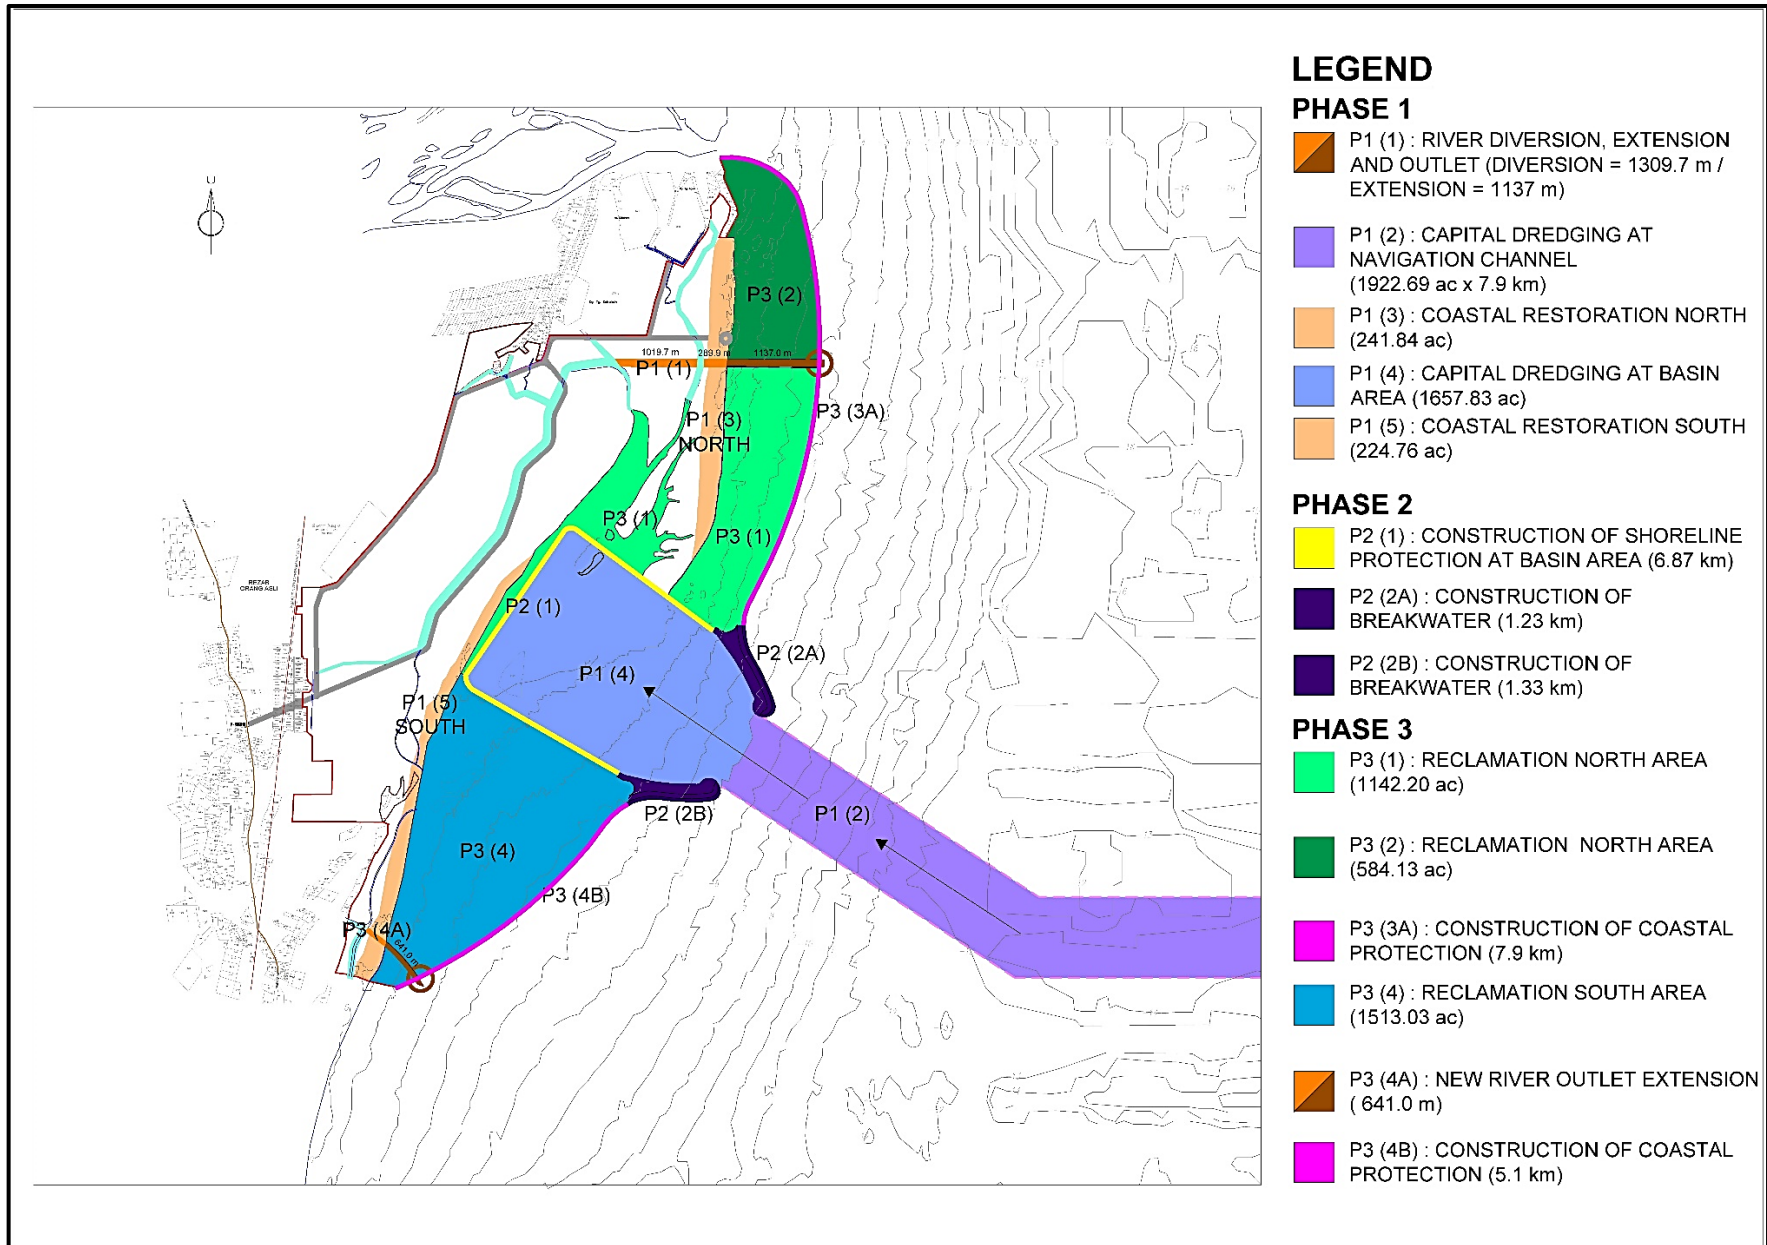 LEGEND
PHASE 1
P1 (1) : RIVER DIVERSION, EXTENSION
AND OUTLET (DIVERSION = 1309.7 m /
EXTENSION = 1137 m)
P1 (2) : CAPITAL DREDGING AT
NAVIGATION CHANNEL
(1922.69 ac x 7.9 km)
P1 (3) : COASTAL RESTORATION NORTH
(241.84 ac)
P1 (4) : CAPITAL DREDGING AT BASIN
AREA (1657.83 ac)
P1 (5) : COASTAL RESTORATION SOUTH
(224.76 ac)
PHASE 2
P2 (1) : CONSTRUCTION OF SHORELINE
PROTECTION AT BASIN AREA (6.87 km)
P2 (2A) : CONSTRUCTION OF
BREAKWATER (1.23 km)
P2 (2B) : CONSTRUCTION OF
BREAKWATER (1.33 km)
PHASE 3
P3 (1) : RECLAMATION NORTH AREA
(1142.20 ac)
P3 (2) : RECLAMATION NORTH AREA
(584.13 ac)
P3 (3A) : CONSTRUCTION OF COASTAL
PROTECTION (7.9 km)
P3 (4) : RECLAMATION SOUTH AREA
(1513.03 ac)
P3 (4A) : NEW RIVER OUTLET EXTENSION
( 641.0 m)
P3 (4B) : CONSTRUCTION OF COASTAL
PROTECTION (5.1 km)
P3 (2)
1019.7 m
289.9 m
1137.0 m
P1 (1)
P3 (3A)
P1 (3)
NORTH
P3 (1)
P3 (1)
P2 (1)
P2 (2A)
P1 (4)
P1 (5)
SOUTH
P2 (2B)
P1 (2)
P3 (4)
P3 (4B)
P3 (4A)
641.0 m
REZAB
ORANG ASLI